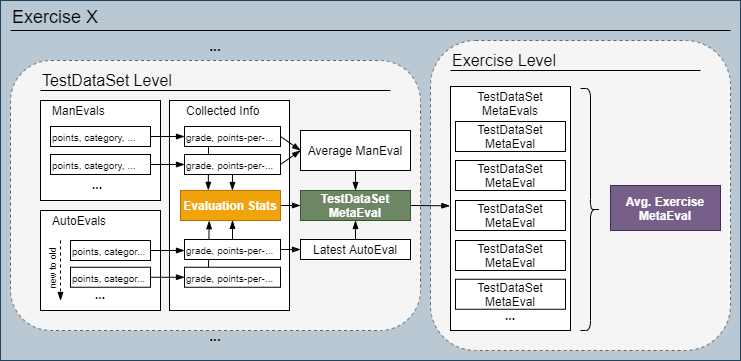 Exercise X
...
TestDataSet Level
ManEvals
points, category, ...
points, category, ...
...
AutoEvals
new to old
points, categor...
points, categor...
...
Collected Info
grade, points-per-...
grade, points-per-...
Evaluation Stats
grade, points-per-...
grade, points-per-...
Average ManEval
TestDataSet
MetaEval
Latest AutoEval
...
Exercise Level
TestDataSet
MetaEvals
TestDataSet
MetaEval
TestDataSet
MetaEval
TestDataSet
MetaEval
TestDataSet
MetaEval
TestDataSet
MetaEval
...
Avg. Exercise
MetaEval